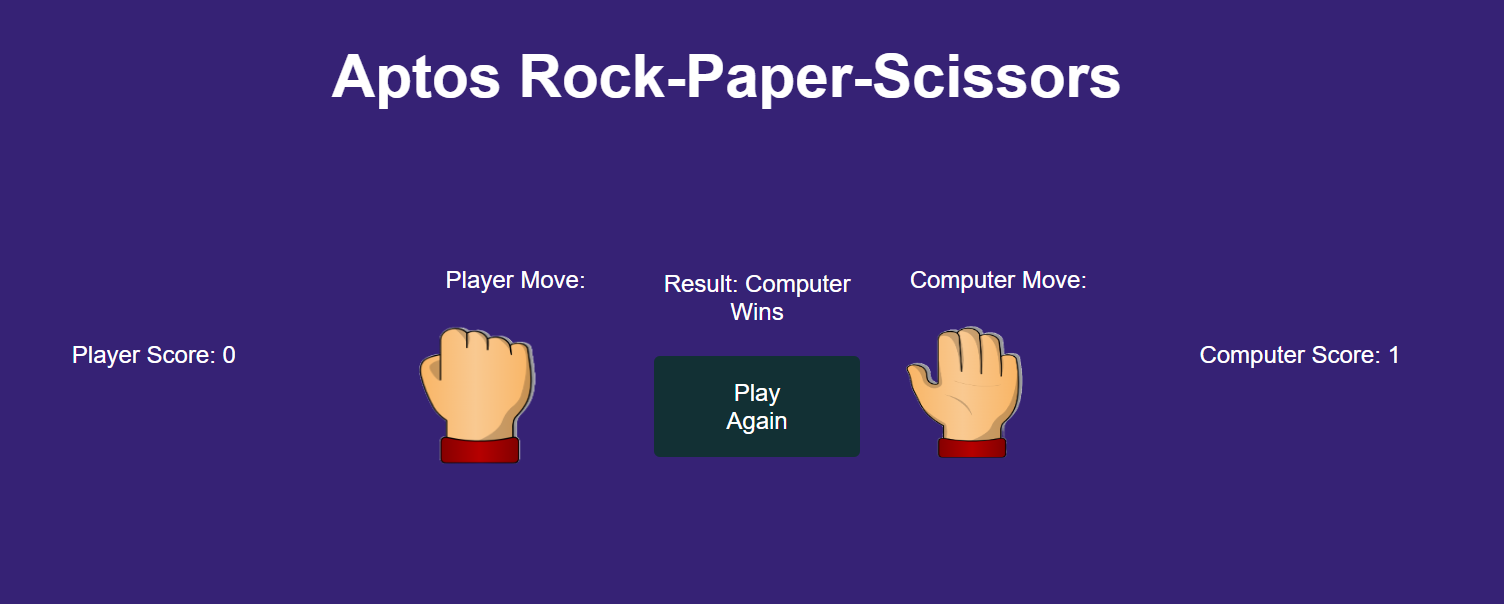 Aptos Rock-Paper-Scissors
Player Move:
Result: Computer
Wins
Computer Move:
Player Score: 0
Computer Score: 1
Play
Again